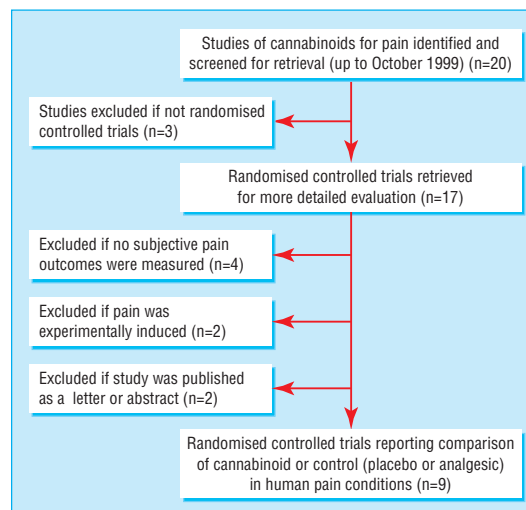 Studies of cannabinoids for pain identified and
screened for retrieval (up to October 1999) (n=20)
Studies excluded if not randomised
controlled trials (n=3)
Randomised controlled trials retrieved
for more detailed evaluation (n=17)
Excluded if no subjective pain
outcomes were measured (n=4)
Excluded if pain was
experimentally induced (n=2)
Excluded if study was published
as a letter or abstract (n=2)
Randomised controlled trials reporting comparison
of cannabinoid or control (placebo or analgesic)
in human pain conditions
(n=9)